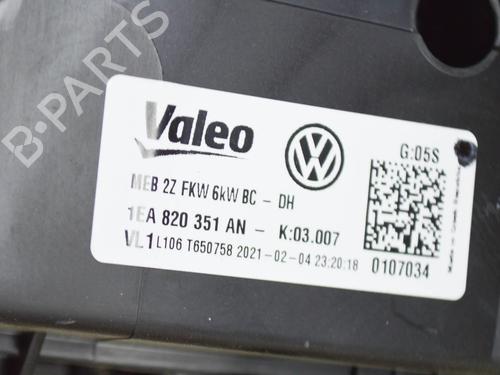 B-PARTS
Valeo
G:05S
MEB 2Z FKW 6kW BC - DH
1EA 820 351 AN - K:03.007
VL1 L106 T650758 2021-02-04 23:20:18 0107034